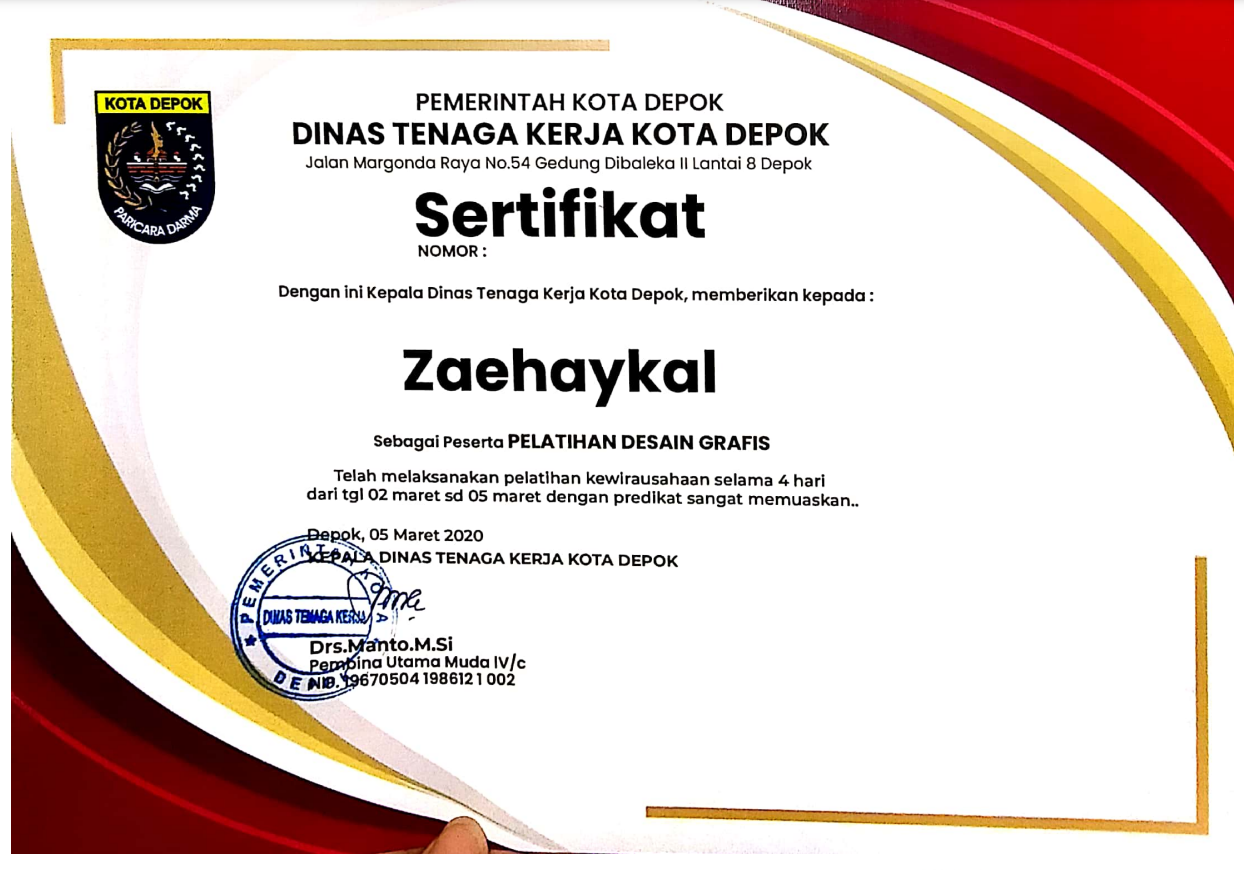 KOTA DEPOK
PARICARA DARMA
PEMERINTAH KOTA DEPOK
DINAS TENAGA KERJA KOTA DEPOK
Jalan Margonda Raya No.54 Gedung Dibaleka II Lantai 8 Depok
Sertifikat
NOMOR :
Dengan ini Kepala Dinas Tenaga Kerja Kota Depok, memberikan kepada :
Zaehaykal
Sebagai Peserta PELATIHAN DESAIN GRAFIS
Telah melaksanakan pelatihan kewirausahaan selama 4 hari
dari tgl 02 maret sd 05 maret dengan predikat sangat memuaskan..
Depok, 05 Maret 2020
KEPALA DINAS TENAGA KERJA KOTA DEPOK
PEMERINTA KOTA
DINAS TENAGA KERJA
Drs.Manto.M.Si
Pembina Utama Muda IV/c
19670504 198612 1 002